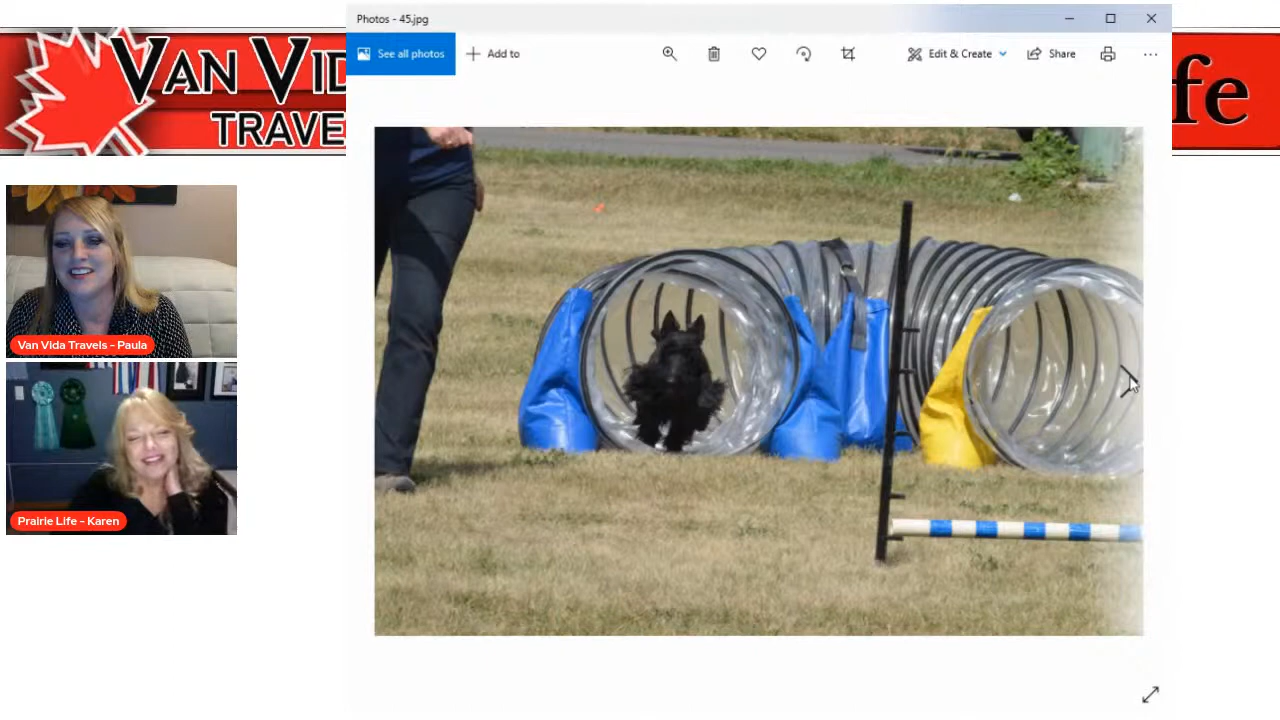 Photos - 45.jpg
See all photos
Add to
Edit & Create
Share
VAN VID
TRAVE
fe
Van Vida Travels - Paula
Prairie Life - Karen